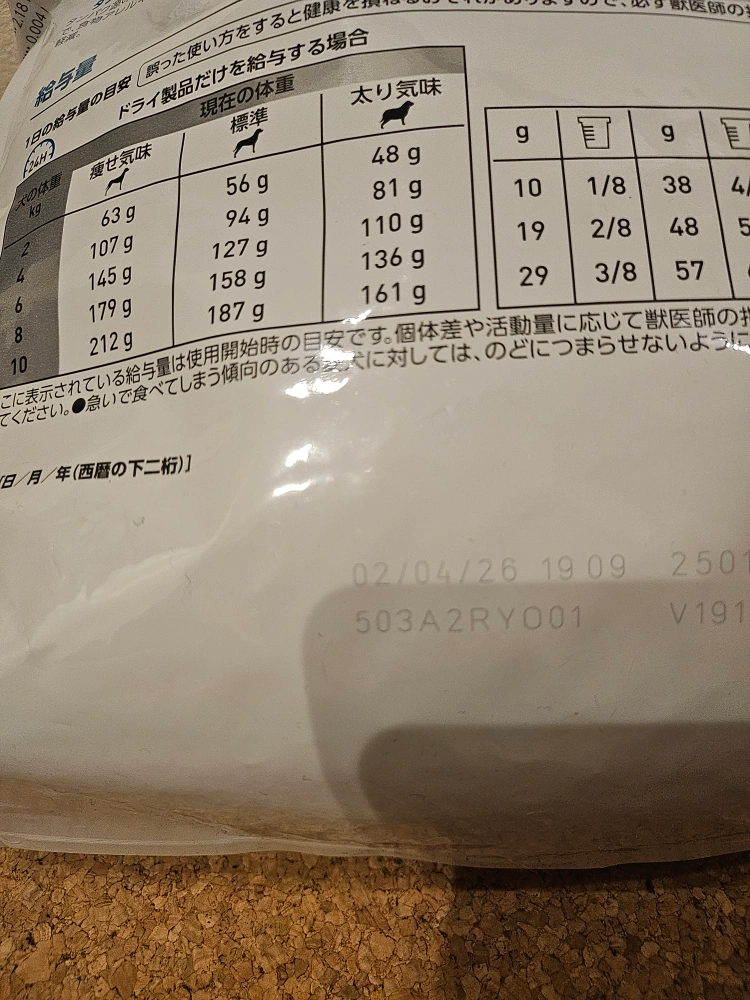 誤った使い方をすると健康を損ねるおそれがありますので、必ず獣医師の
給与量
1日の給与量の目安 ドライ製品だけを給与する場合
24H
現在の体重
犬の体重 kg 痩せ気味 標準 太り気味
2 63 g 56 g 48 g
4 107 g 94 g 81 g
6 145 g 127 g 110 g
8 179 g 158 g 136 g
10 212 g 187 g 161 g
g g
10 1/8 38 4/
19 2/8 48 5
29 3/8 57
こに表示されている給与量は使用開始時の目安です。個体差や活動量に応じて獣医師の指
てください。●急いで食べてしまう傾向のある愛犬に対しては、のどにつまらせないように
日/月/年(西暦の下二桁)]
02/04/26 19 09 2501
503A2RYO01 V191